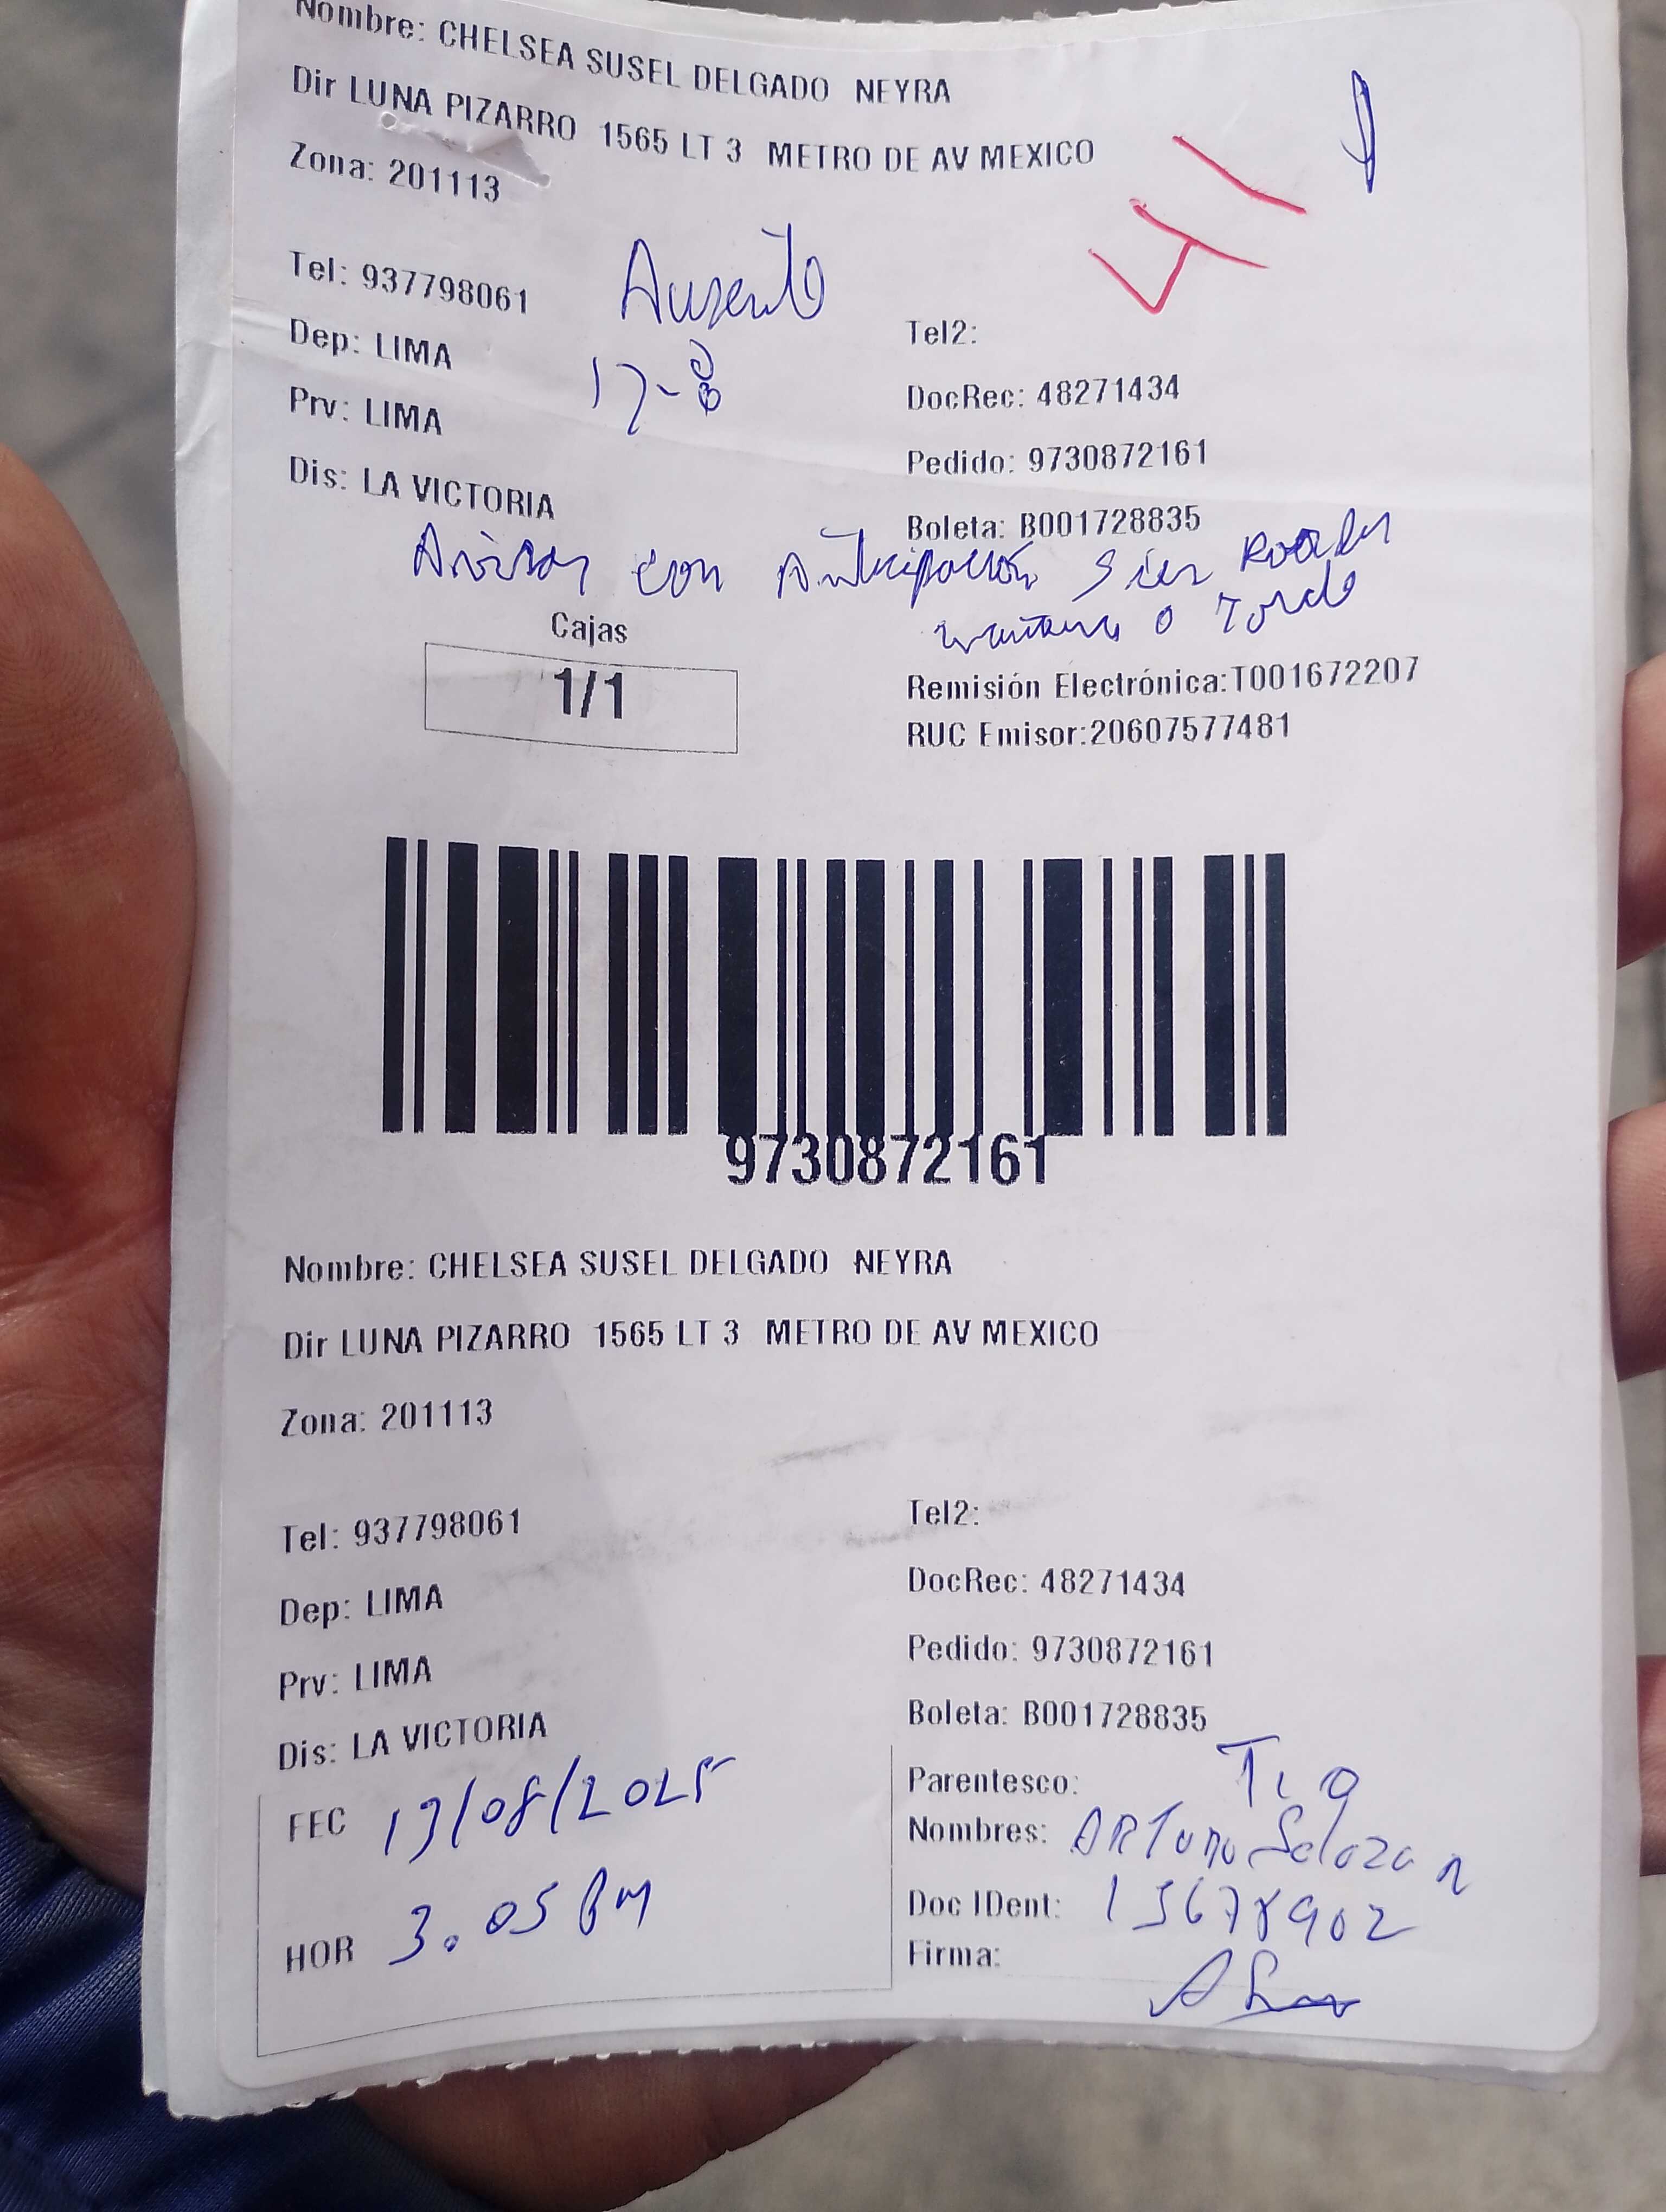 Nombre: CHELSEA SUSEL DELGADO NEYRA
Dir LUNA PIZARRO 1565 LT 3 METRO DE AV MEXICO
Zona: 201113
41
Tel: 937798061
Ausente
Tel2:
Dep: LIMA
17-8
DocRec: 48271434
Prv: LIMA
Pedido: 9730872161
Dis: LA VICTORIA
Boleta: B001728835
Avisar con Anticipación si es
mañana o Tarde
Cajas
1/1
Remisión Electrónica:T001672207
RUC Emisor:20607577481
9730872161
Nombre: CHELSEA SUSEL DELGADO NEYRA
Dir LUNA PIZARRO 1565 LT 3 METRO DE AV MEXICO
Zona: 201113
Tel: 937798061
Tel2:
Dep: LIMA
DocRec: 48271434
Prv: LIMA
Pedido: 9730872161
Dis: LA VICTORIA
Boleta: B001728835
FEC 19/08/2025
Parentesco: Tio
Nombres: ARTURO Salazar
HOR 3.05 PM
Doc IDent: 15678902
Firma: